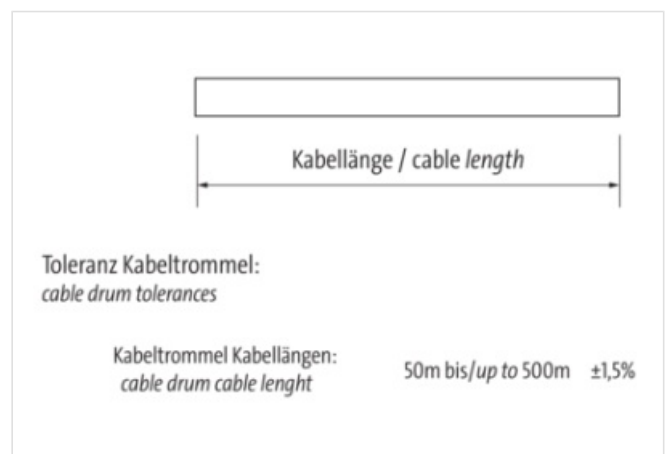 Kabellänge / cable length
Toleranz Kabeltrommel:
cable drum tolerances
Kabeltrommel Kabellängen:
cable drum cable lenght
50m bis/up to 500m ±1,5%